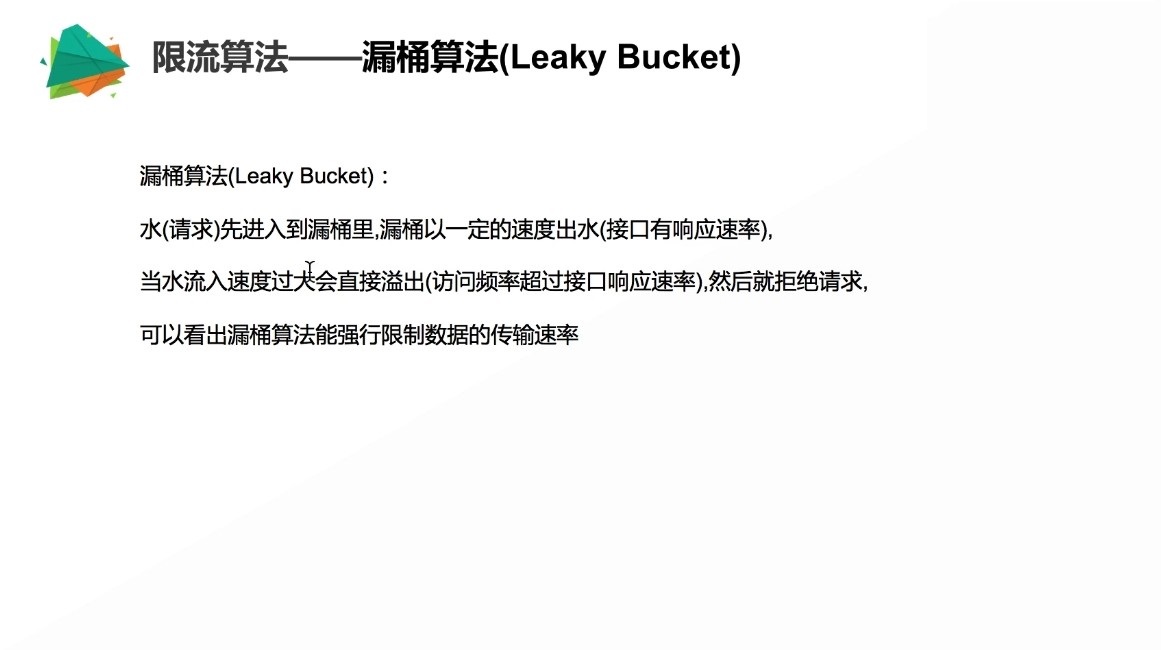 限流算法——漏桶算法(Leaky Bucket)
漏桶算法(Leaky Bucket)：
水(请求)先进入到漏桶里,漏桶以一定的速度出水(接口有响应速率),
当水流入速度过大会直接溢出(访问频率超过接口响应速率),然后就拒绝请求,
可以看出漏桶算法能强行限制数据的传输速率